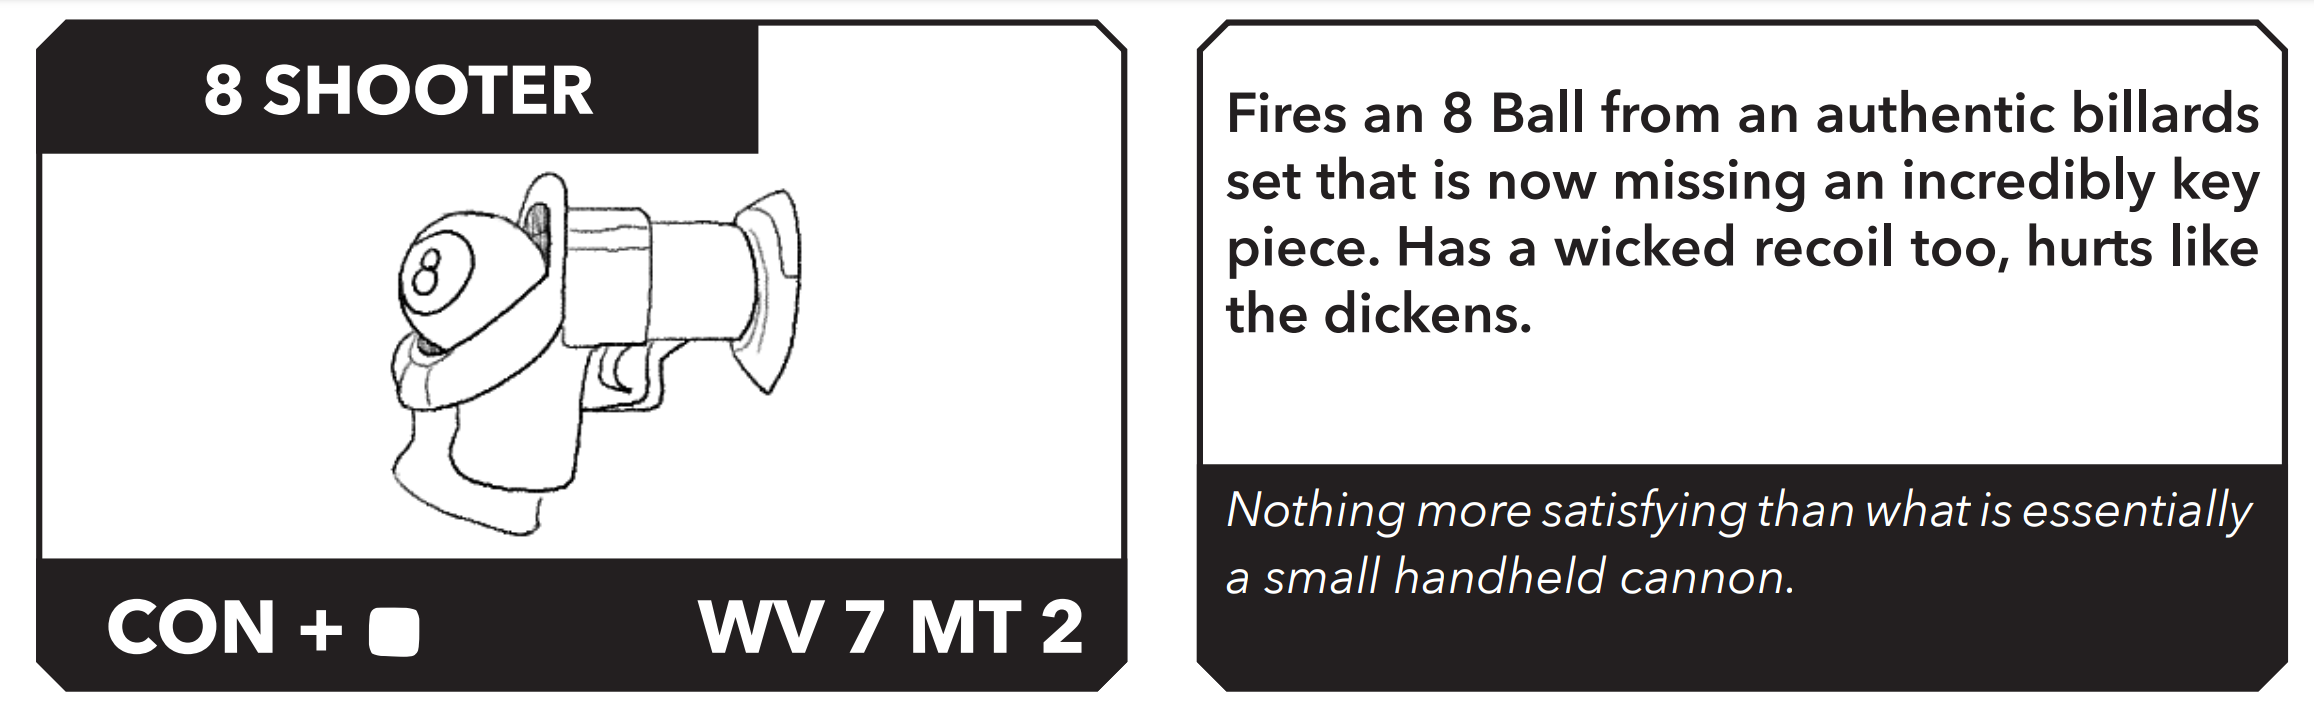 8 SHOOTER
8
CON +
WV 7 MT 2
Fires an 8 Ball from an authentic billards
set that is now missing an incredibly key
piece. Has a wicked recoil too, hurts like
the dickens.
Nothing more satisfying than what is essentially
a small handheld cannon.